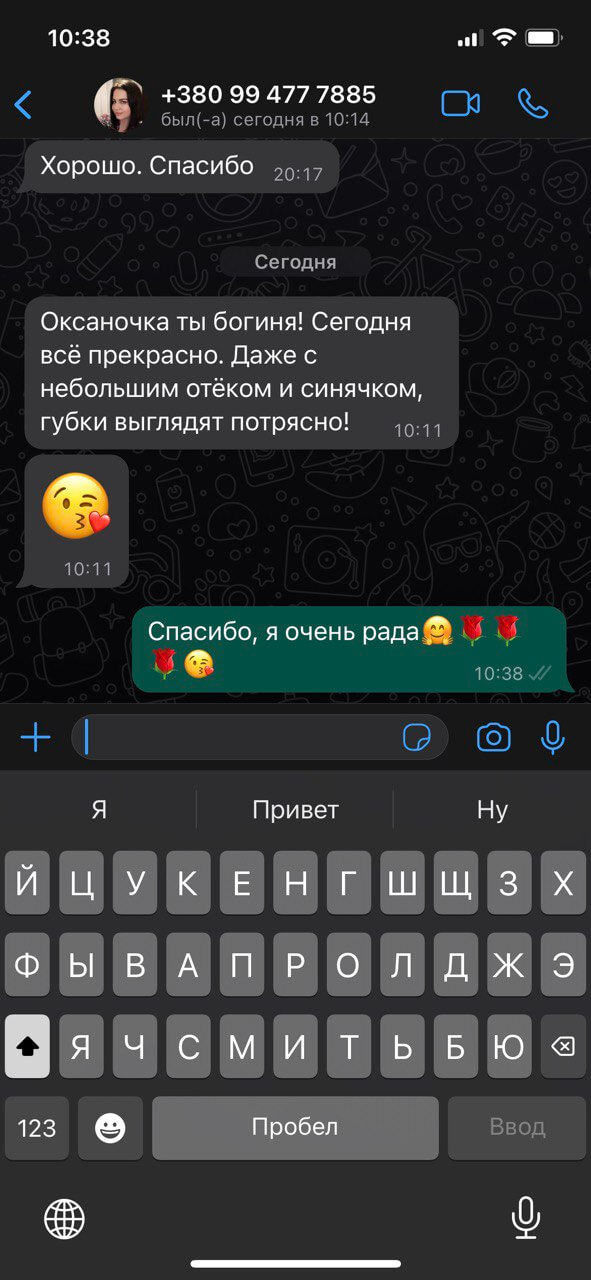 10:38
+380 99 477 7885
был(-а) сегодня в 10:14
Хорошо. Спасибо 20:17
Сегодня
Оксаночка ты богиня! Сегодня
всё прекрасно. Даже с
небольшим отёком и синячком,
губки выглядят потрясно! 10:11
😘
10:11
Спасибо, я очень рада🤗🌹🌹
🌹😘 10:38
Я Привет Ну
Й Ц У К Е Н Г Ш Щ З Х
Ф Ы В А П Р О Л Д Ж Э
Я Ч С М И Т Ь Б Ю
123 Пробел Ввод